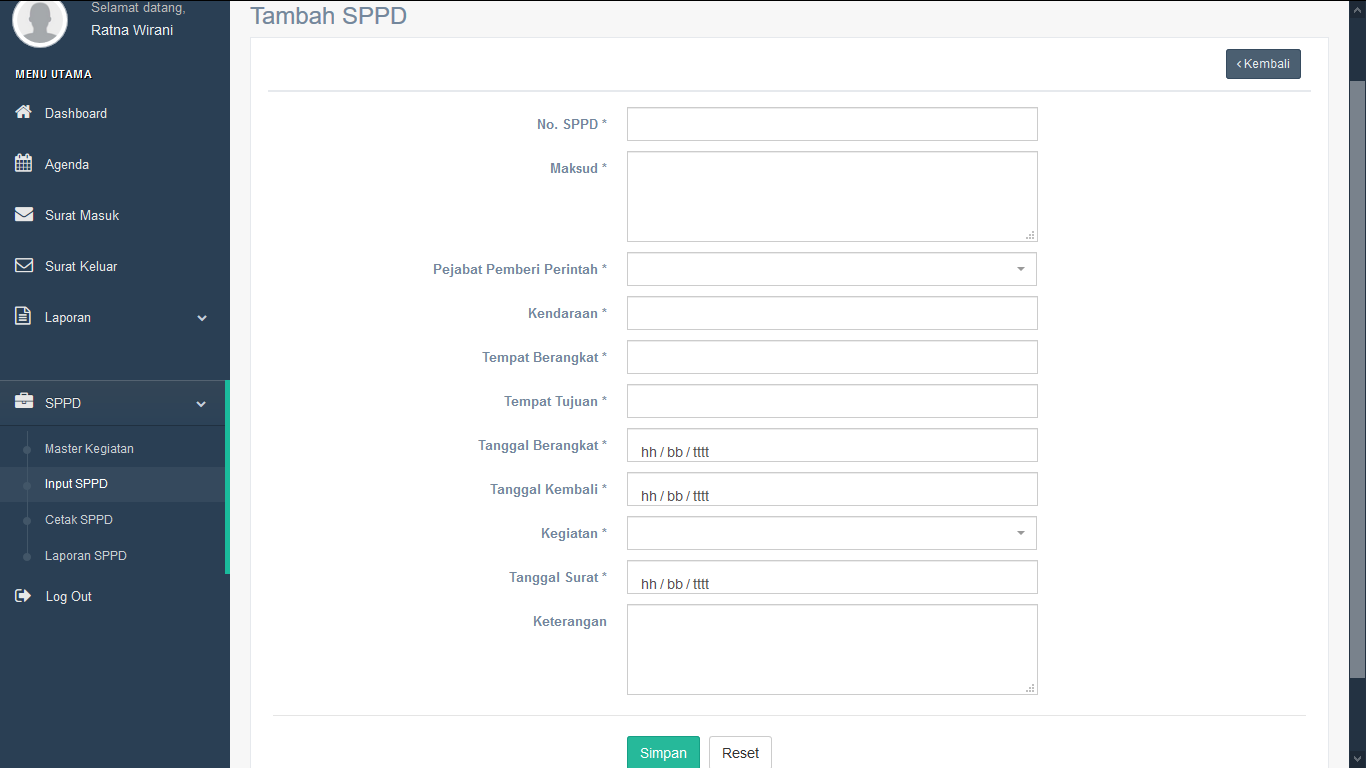 Selamat datang,
Ratna Wirani
MENU UTAMA
Dashboard
Agenda
Surat Masuk
Surat Keluar
Laporan
SPPD
Master Kegiatan
Input SPPD
Cetak SPPD
Laporan SPPD
Log Out
Tambah SPPD
Kembali
No. SPPD *
Maksud *
Pejabat Pemberi Perintah *
Kendaraan *
Tempat Berangkat *
Tempat Tujuan *
Tanggal Berangkat * hh / bb / tttt
Tanggal Kembali * hh / bb / tttt
Kegiatan *
Tanggal Surat * hh / bb / tttt
Keterangan
Simpan Reset